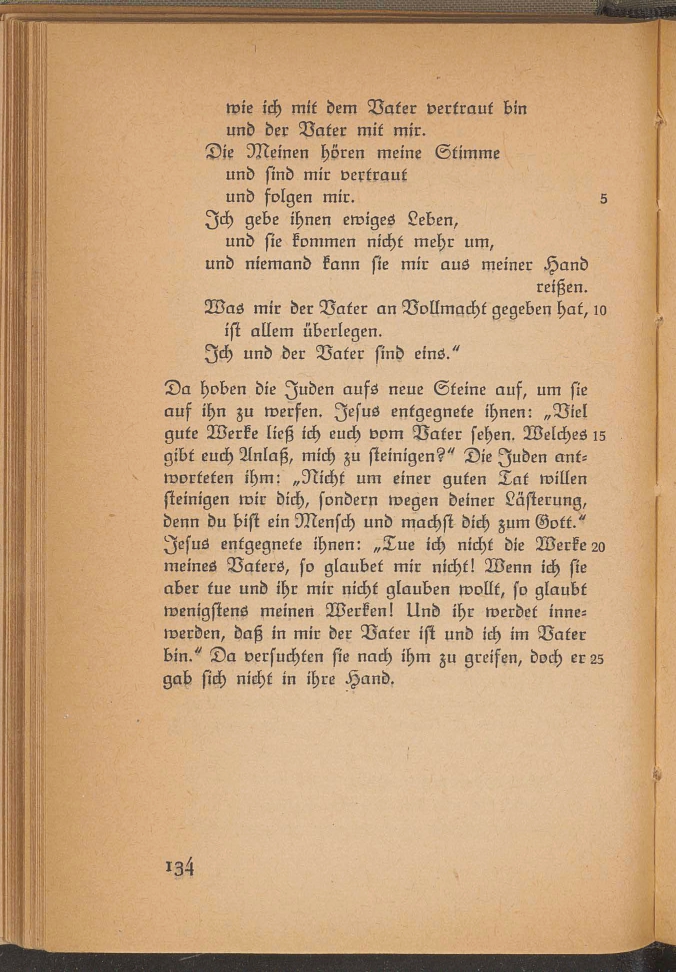 wie ich mit dem Vater vertraut bin
und der Vater mit mir.
Die Meinen hören meine Stimme
und sind mir vertraut
und folgen mir. 5
Ich gebe ihnen ewiges Leben,
und sie kommen nicht mehr um,
und niemand kann sie mir aus meiner Hand
reißen.
Was mir der Vater an Vollmacht gegeben hat, 10
ist allem überlegen.
Ich und der Vater sind eins.“
Da hoben die Juden aufs neue Steine auf, um sie
auf ihn zu werfen. Jesus entgegnete ihnen: „Viel
gute Werke ließ ich euch vom Vater sehen. Welches 15
gibt euch Anlaß, mich zu steinigen?“ Die Juden ant-
worteten ihm: „Nicht um einer guten Tat willen
steinigen wir dich, sondern wegen deiner Lästerung,
denn du bist ein Mensch und machst dich zum Gott.“
Jesus entgegnete ihnen: „Tue ich nicht die Werke 20
meines Vaters, so glaubet mir nicht! Wenn ich sie
aber tue und ihr mir nicht glauben wollt, so glaubt
wenigstens meinen Werken! Und ihr werdet inne-
werden, daß in mir der Vater ist und ich im Vater
bin.“ Da versuchten sie nach ihm zu greifen, doch er 25
gab sich nicht in ihre Hand.
134